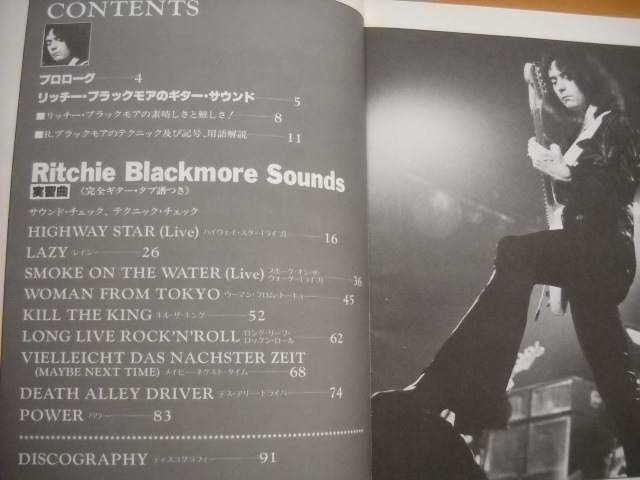 CONTENTS
プロローグ 4
リッチー・ブラックモアのギター・サウンド 5
■リッチー・ブラックモアの素晴しさと難しさ! 8
■R.ブラックモアのテクニック及び記号、用語解説 11
Ritchie Blackmore Sounds
実習曲 《完全ギター・タブ譜つき》
サウンド・チェック、テクニック・チェック
HIGHWAY STAR (Live) ハイウェイ・スター(ライブ) 16
LAZY レイジー 26
SMOKE ON THE WATER (Live) スモーク・オン・ザ・ウォーター(ライブ) 36
WOMAN FROM TOKYO ウーマン・フロム・トーキョー 45
KILL THE KING キル・ザ・キング 52
LONG LIVE ROCK'N'ROLL ロング・リブ・ロックン・ロール 62
VIELLEICHT DAS NACHSTER ZEIT
(MAYBE NEXT TIME) メイビー・ネクスト・タイム 68
DEATH ALLEY DRIVER デス・アリー・ドライバー 74
POWER パワー 83
DISCOGRAPHY ディスコグラフィー 91